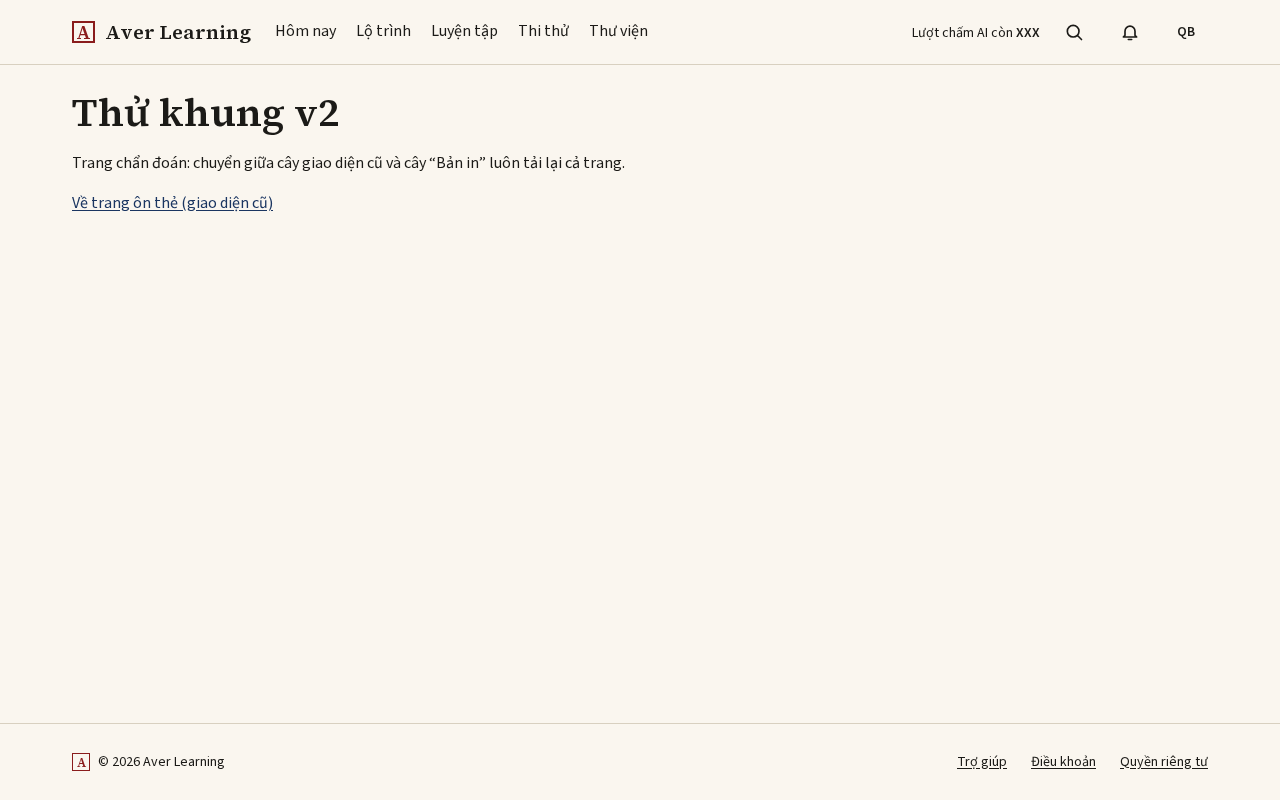 A Aver Learning Hôm nay Lộ trình Luyện tập Thi thử Thư viện Lượt chấm AI còn XXX QB
Thử khung v2
Trang chẩn đoán: chuyển giữa cây giao diện cũ và cây “Bản in” luôn tải lại cả trang.
Về trang ôn thẻ (giao diện cũ)
A © 2026 Aver Learning Trợ giúp Điều khoản Quyền riêng tư